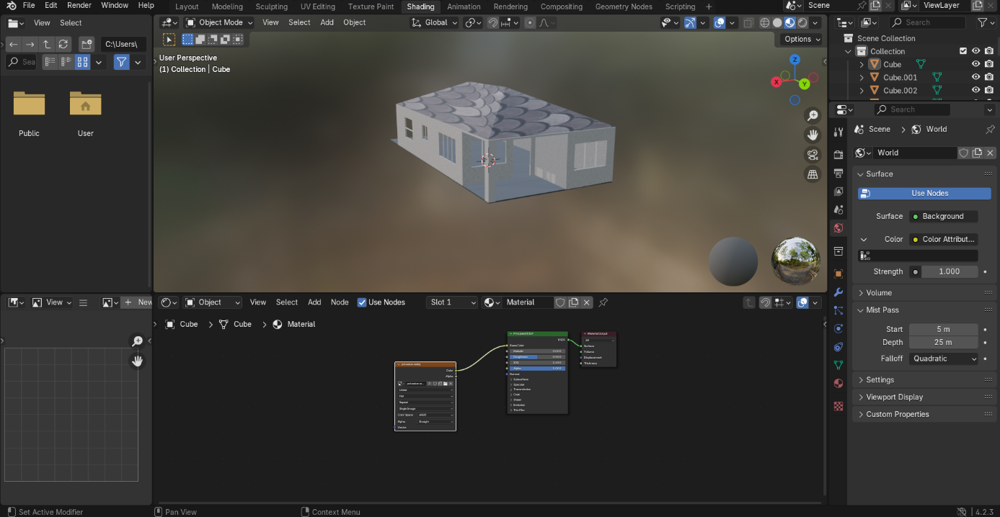 File Edit Render Window Help Layout Modeling Sculpting UV Editing Texture Paint Shading Animation Rendering Compositing Geometry Nodes Scripting + Scene ViewLayer
View Select Object Mode View Select Add Object Global Search
Options
C:\Users\
Sea
Public User
User Perspective
(1) Collection | Cube
Z
X Y
Scene Collection
Collection
Cube
Cube.001
Cube.002
Search
Scene > World
World
Surface
Use Nodes
Surface Background
Color Color Attribut...
Strength 1.000
Volume
Mist Pass
Start 5 m
Depth 25 m
Falloff Quadratic
Settings
Viewport Display
Custom Properties
View + New
Object View Select Add Node Use Nodes Slot 1 Material
Cube > Cube > Material
Principled BSDF
BSDF
Base Color
Metallic 0.000
Roughness 0.500
IOR
Alpha 1.000
Normal
Subsurface
Specular
Transmission
Coat
Sheen
Emission
Thin Film
Material Output
All
Surface
Volume
Displacement
Thickness
Color
Alpha
Linear
Flat
Repeat
Single Image
Color Space sRGB
Alpha Straight
Vector
Set Active Modifier Pan View Context Menu 4.2.3